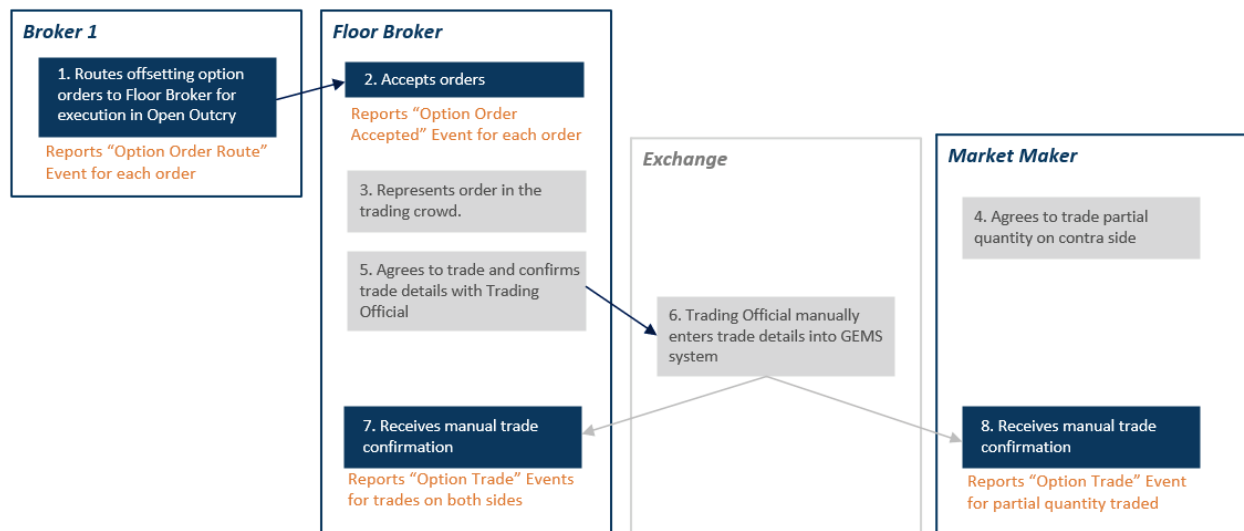 Broker 1
1. Routes offsetting option
orders to Floor Broker for
execution in Open Outcry
Reports “Option Order Route”
Event for each order
Floor Broker
2. Accepts orders
Reports “Option Order
Accepted” Event for each order
3. Represents order in the
trading crowd.
5. Agrees to trade and confirms
trade details with Trading
Official
7. Receives manual trade
confirmation
Reports “Option Trade” Events
for trades on both sides
Exchange
6. Trading Official manually
enters trade details into GEMS
system
Market Maker
4. Agrees to trade partial
quantity on contra side
8. Receives manual trade
confirmation
Reports “Option Trade” Event
for partial quantity traded